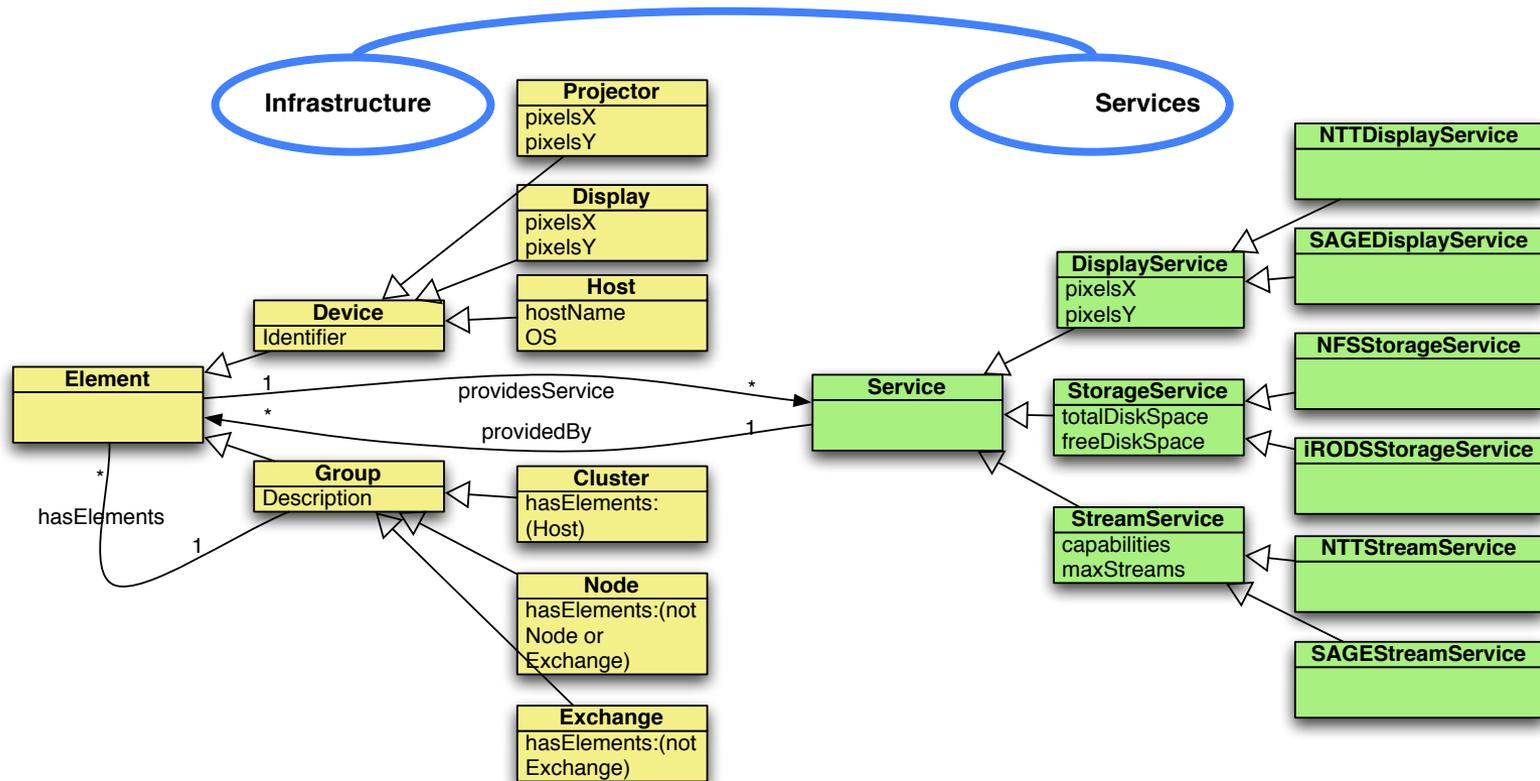 Infrastructure
Services
Projector
pixelsX
pixelsY
Display
pixelsX
pixelsY
Host
hostName
OS
Device
Identifier
Element
1
providesService
*
*
providedBy
1
Group
Description
*
hasElements
1
Cluster
hasElements:
(Host)
Node
hasElements:(not
Node or
Exchange)
Exchange
hasElements:(not
Exchange)
Service
DisplayService
pixelsX
pixelsY
StorageService
totalDiskSpace
freeDiskSpace
StreamService
capabilities
maxStreams
NTTDisplayService
SAGEDisplayService
NFSStorageService
iRODSStorageService
NTTStreamService
SAGEStreamService